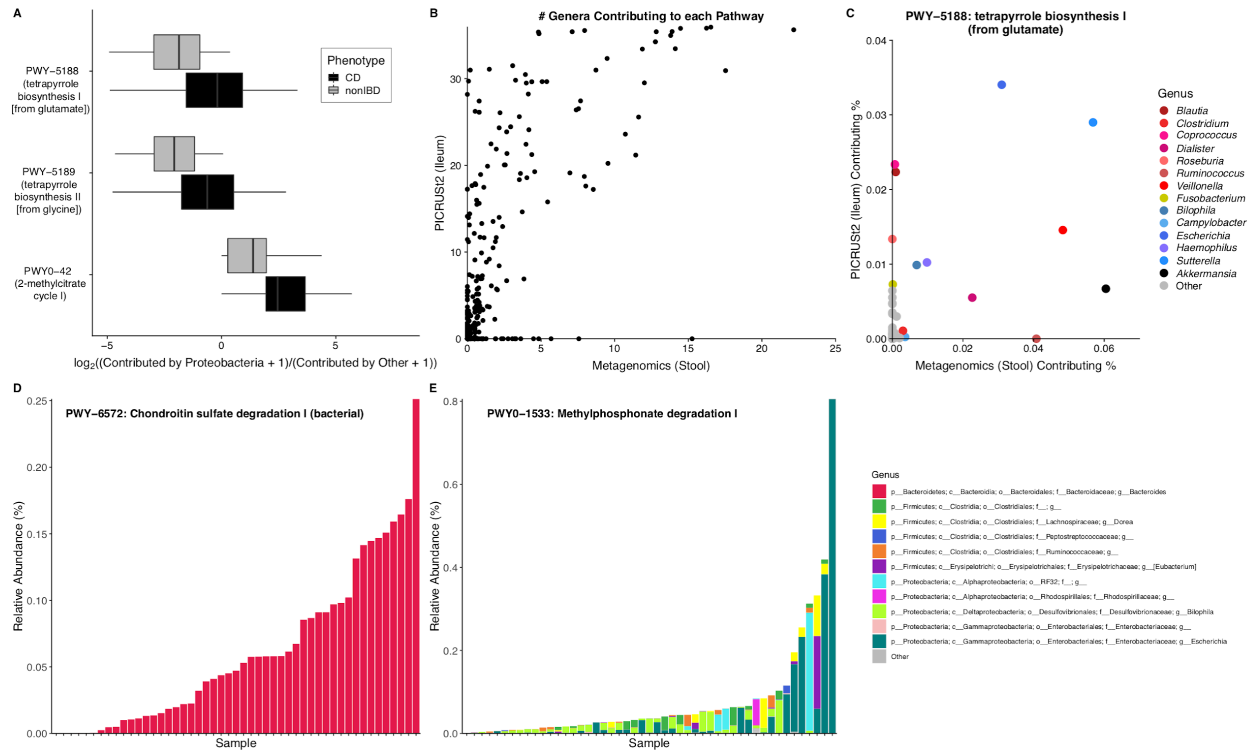 A
PWY−5188
(tetrapyrrole
biosynthesis I
[from glutamate])
PWY−5189
(tetrapyrrole
biosynthesis II
[from glycine])
PWY0−42
(2−methylcitrate
cycle I)
Phenotype
CD
nonIBD
−5
0
5
log2((Contributed by Proteobacteria + 1)/(Contributed by Other + 1))
B
# Genera Contributing to each Pathway
PICRUSt2 (Ileum)
30
20
10
0
0
5
10
15
20
25
Metagenomics (Stool)
C
PWY−5188: tetrapyrrole biosynthesis I
(from glutamate)
PICRUSt2 (Ileum) Contributing %
0.04
0.03
0.02
0.01
0.00
0.00
0.02
0.04
0.06
Metagenomics (Stool) Contributing %
Genus
Blautia
Clostridium
Coprococcus
Dialister
Roseburia
Ruminococcus
Veillonella
Fusobacterium
Bilophila
Campylobacter
Escherichia
Haemophilus
Sutterella
Akkermansia
Other
D
PWY−6572: Chondroitin sulfate degradation I (bacterial)
Relative Abundance (%)
0.25
0.20
0.15
0.10
0.05
0.00
Sample
E
PWY0−1533: Methylphosphonate degradation I
Relative Abundance (%)
0.8
0.6
0.4
0.2
0.0
Sample
Genus
p__Bacteroidetes; c__Bacteroidia; o__Bacteroidales; f__Bacteroidaceae; g__Bacteroides
p__Firmicutes; c__Clostridia; o__Clostridiales; f__; g__
p__Firmicutes; c__Clostridia; o__Clostridiales; f__Lachnospiraceae; g__Dorea
p__Firmicutes; c__Clostridia; o__Clostridiales; f__Peptostreptococcaceae; g__
p__Firmicutes; c__Clostridia; o__Clostridiales; f__Ruminococcaceae; g__
p__Firmicutes; c__Erysipelotrichi; o__Erysipelotrichales; f__Erysipelotrichaceae; g__[Eubacterium]
p__Proteobacteria; c__Alphaproteobacteria; o__RF32; f__; g__
p__Proteobacteria; c__Alphaproteobacteria; o__Rhodospirillales; f__Rhodospirillaceae; g__
p__Proteobacteria; c__Deltaproteobacteria; o__Desulfovibrionales; f__Desulfovibrionaceae; g__Bilophila
p__Proteobacteria; c__Gammaproteobacteria; o__Enterobacteriales; f__Enterobacteriaceae; g__
p__Proteobacteria; c__Gammaproteobacteria; o__Enterobacteriales; f__Enterobacteriaceae; g__Escherichia
Other